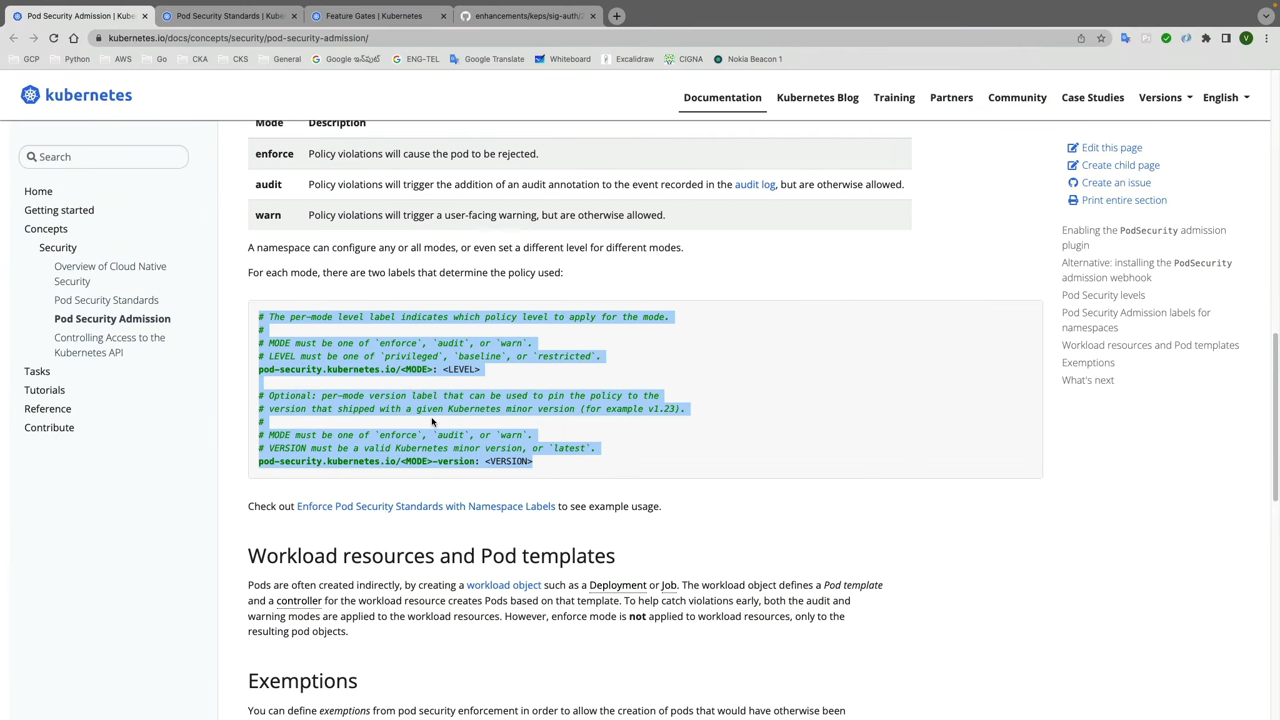 Pod Security Admission | Kube
Pod Security Standards | Kube
Feature Gates | Kubernetes
enhancements/keps/sig-auth/2
kubernetes.io/docs/concepts/security/pod-security-admission/
V
GCP
Python
AWS
Go
CKA
CKS
General
ENG-TEL
Google Translate
Whiteboard
Excalidraw
CIGNA
Nokia Beacon 1
kubernetes
Documentation
Kubernetes Blog
Training
Partners
Community
Case Studies
Versions
English
Search
Home
Getting started
Concepts
Security
Overview of Cloud Native
Security
Pod Security Standards
Pod Security Admission
Controlling Access to the
Kubernetes API
Tasks
Tutorials
Reference
Contribute
Mode Description
enforce Policy violations will cause the pod to be rejected.
audit Policy violations will trigger the addition of an audit annotation to the event recorded in the audit log, but are otherwise allowed.
warn Policy violations will trigger a user-facing warning, but are otherwise allowed.
A namespace can configure any or all modes, or even set a different level for different modes.
For each mode, there are two labels that determine the policy used:
# The per-mode level label indicates which policy level to apply for the mode.
#
# MODE must be one of `enforce`, `audit`, or `warn`.
# LEVEL must be one of `privileged`, `baseline`, or `restricted`.
pod-security.kubernetes.io/<MODE>: <LEVEL>
# Optional: per-mode version label that can be used to pin the policy to the
# version that shipped with a given Kubernetes minor version (for example v1.23).
#
# MODE must be one of `enforce`, `audit`, or `warn`.
# VERSION must be a valid Kubernetes minor version, or `latest`.
pod-security.kubernetes.io/<MODE>-version: <VERSION>
Check out Enforce Pod Security Standards with Namespace Labels to see example usage.
Workload resources and Pod templates
Pods are often created indirectly, by creating a workload object such as a Deployment or Job. The workload object defines a Pod template
and a controller for the workload resource creates Pods based on that template. To help catch violations early, both the audit and
warning modes are applied to the workload resources. However, enforce mode is not applied to workload resources, only to the
resulting pod objects.
Exemptions
You can define exemptions from pod security enforcement in order to allow the creation of pods that would have otherwise been
Edit this page
Create child page
Create an issue
Print entire section
Enabling the PodSecurity admission
plugin
Alternative: installing the PodSecurity
admission webhook
Pod Security levels
Pod Security Admission labels for
namespaces
Workload resources and Pod templates
Exemptions
What's next